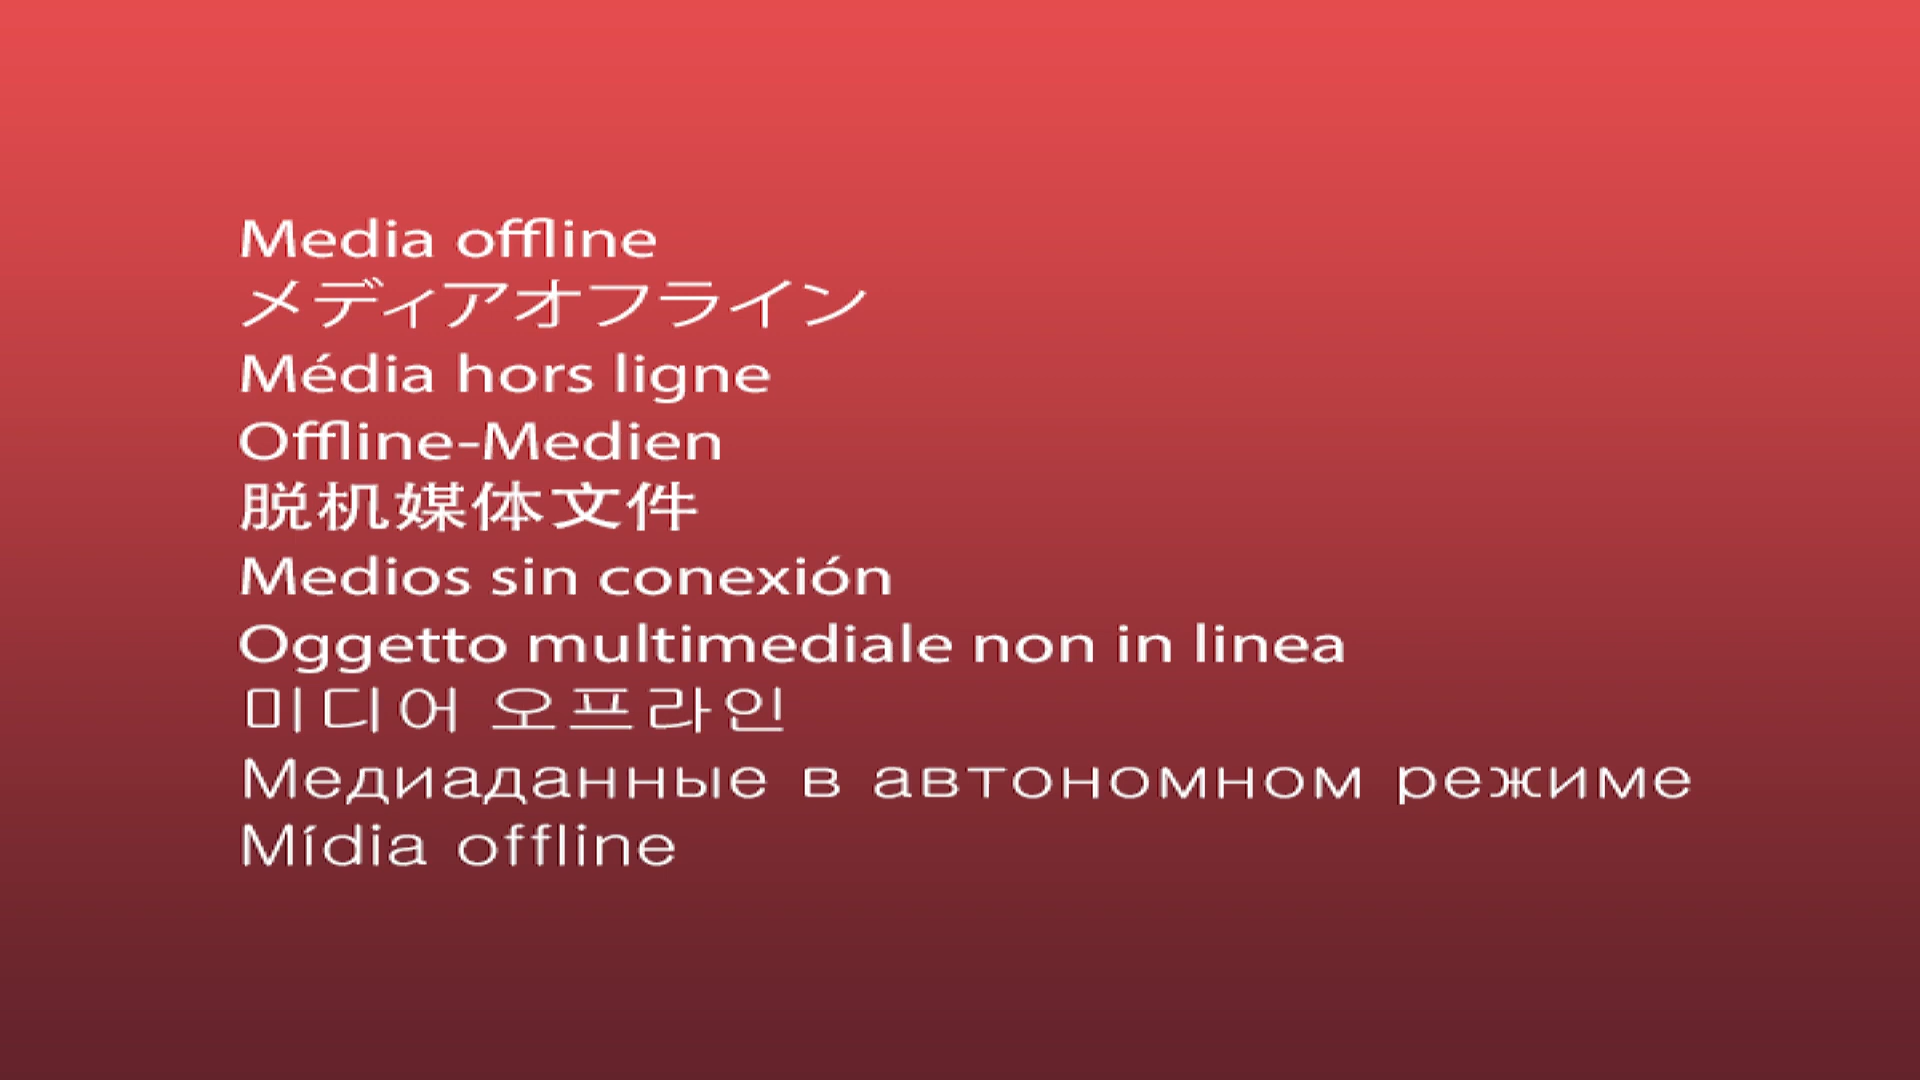 Media offline
メディアオフライン
Média hors ligne
Offline-Medien
脱机媒体文件
Medios sin conexión
Oggetto multimediale non in linea
미디어 오프라인
Медиаданные в автономном режиме
Mídia offline